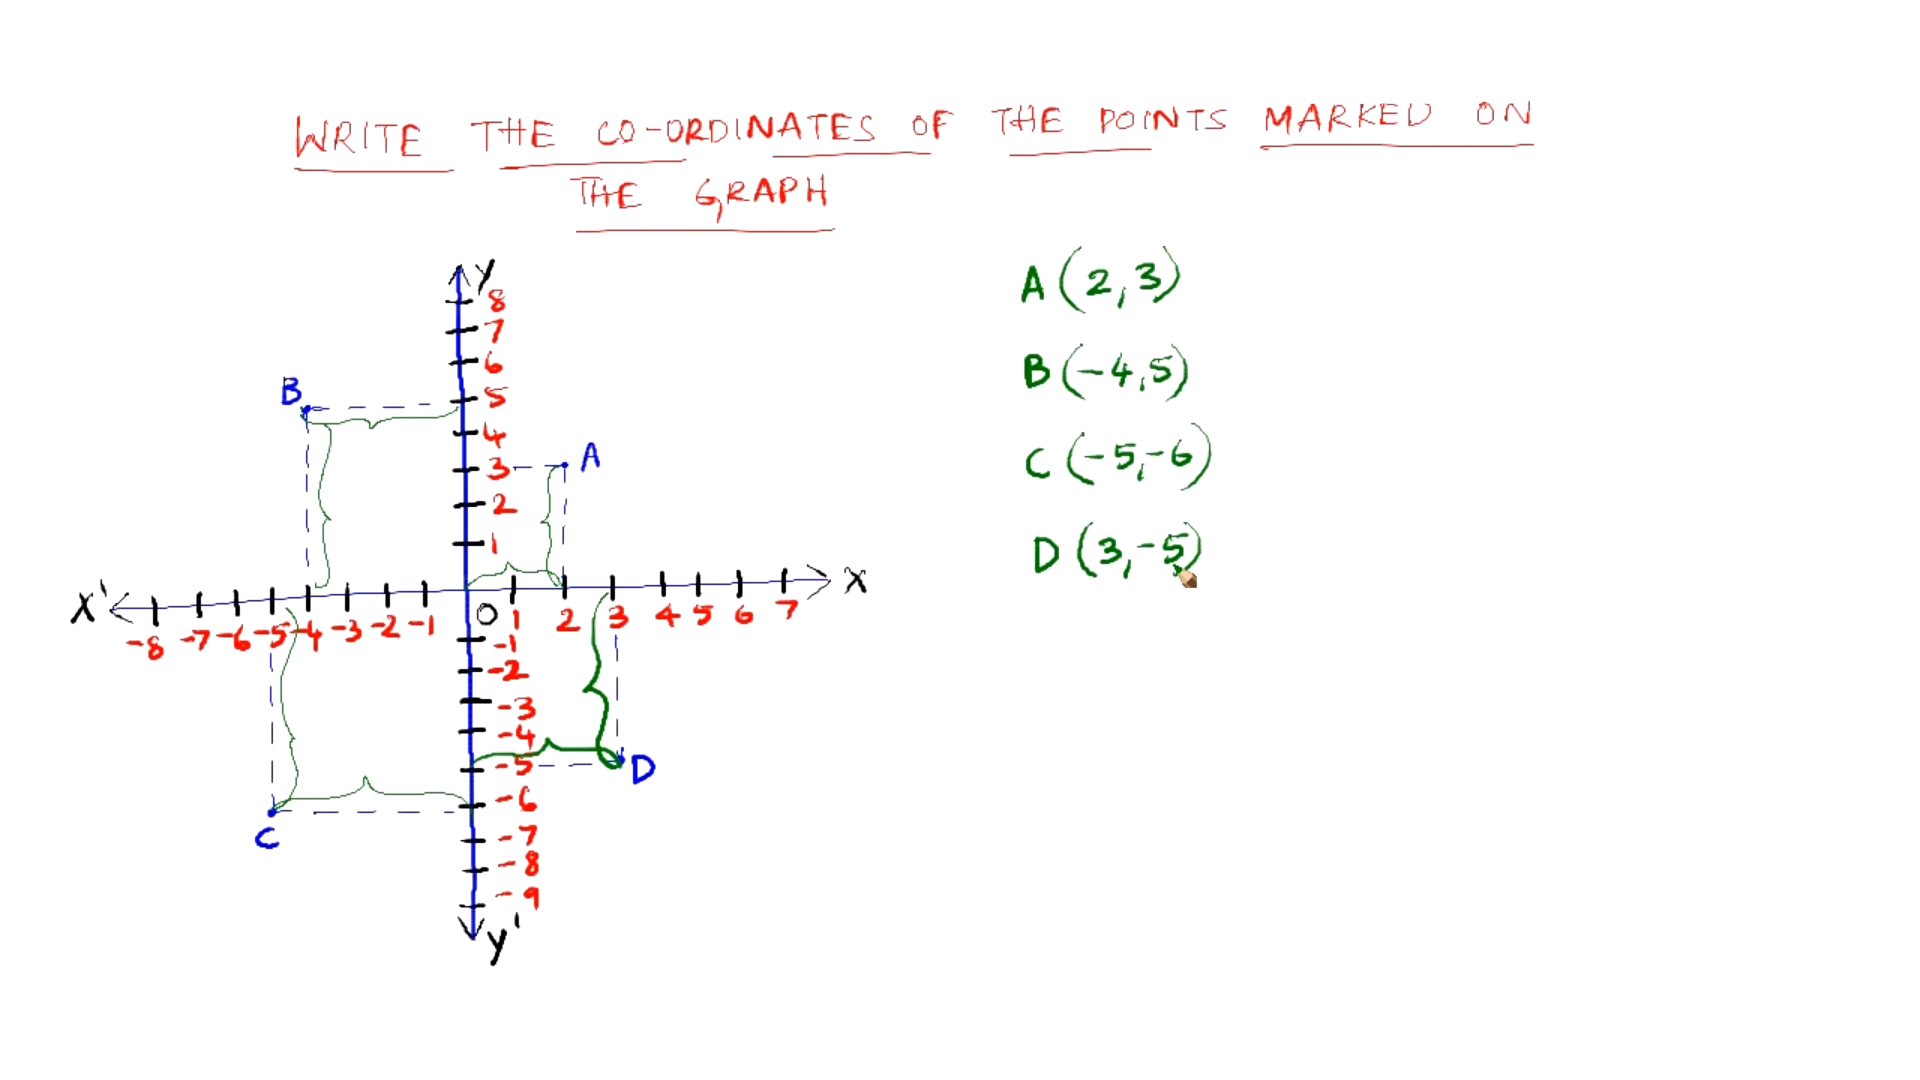 WRITE THE CO-ORDINATES OF THE POINTS MARKED ON
THE GRAPH
Y
8
7
6
B
5
4
A
3
2
1
X' X
-8 -7 -6 -5 -4 -3 -2 -1 O 1 2 3 4 5 6 7
-1
-2
-3
-4
-5 D
-6
C
-7
-8
-9
Y'
A (2, 3)
B (-4, 5)
C (-5, -6)
D (3, -5)